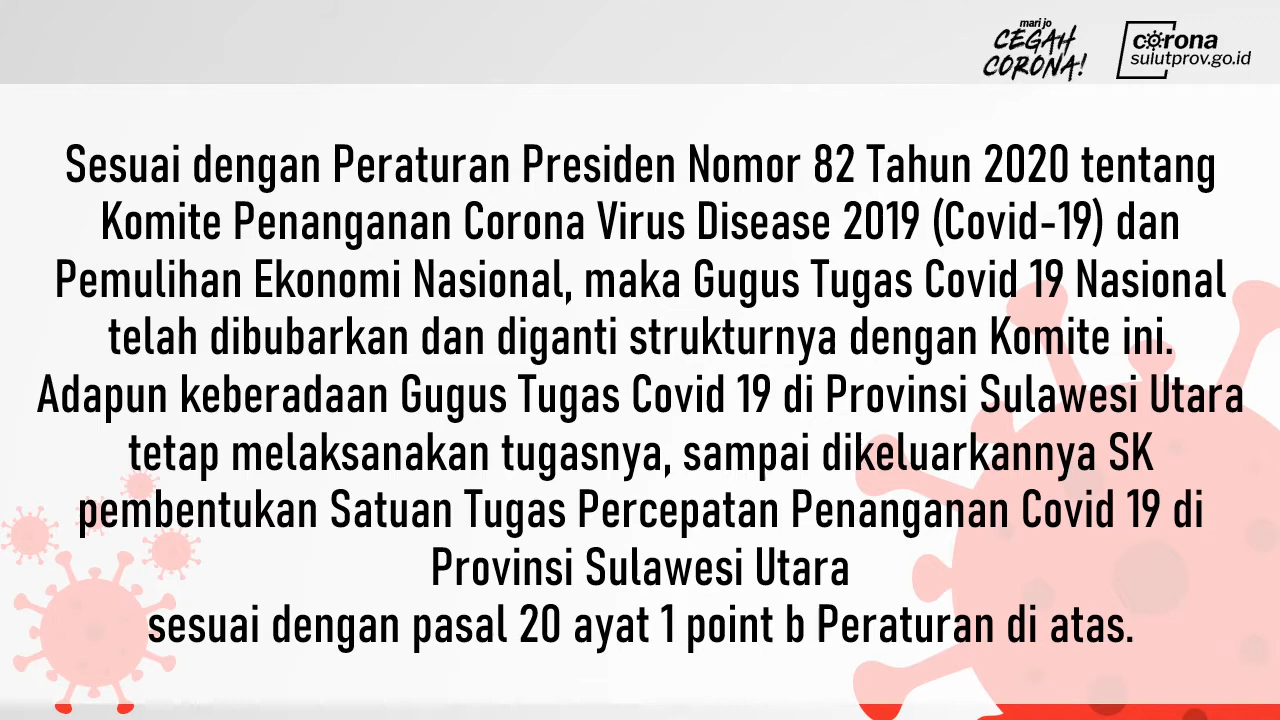 mari jo
CEGAH
CORONA!
corona
sulutprov.go.id
Sesuai dengan Peraturan Presiden Nomor 82 Tahun 2020 tentang
Komite Penanganan Corona Virus Disease 2019 (Covid-19) dan
Pemulihan Ekonomi Nasional, maka Gugus Tugas Covid 19 Nasional
telah dibubarkan dan diganti strukturnya dengan Komite ini.
Adapun keberadaan Gugus Tugas Covid 19 di Provinsi Sulawesi Utara
tetap melaksanakan tugasnya, sampai dikeluarkannya SK
pembentukan Satuan Tugas Percepatan Penanganan Covid 19 di
Provinsi Sulawesi Utara
sesuai dengan pasal 20 ayat 1 point b Peraturan di atas.